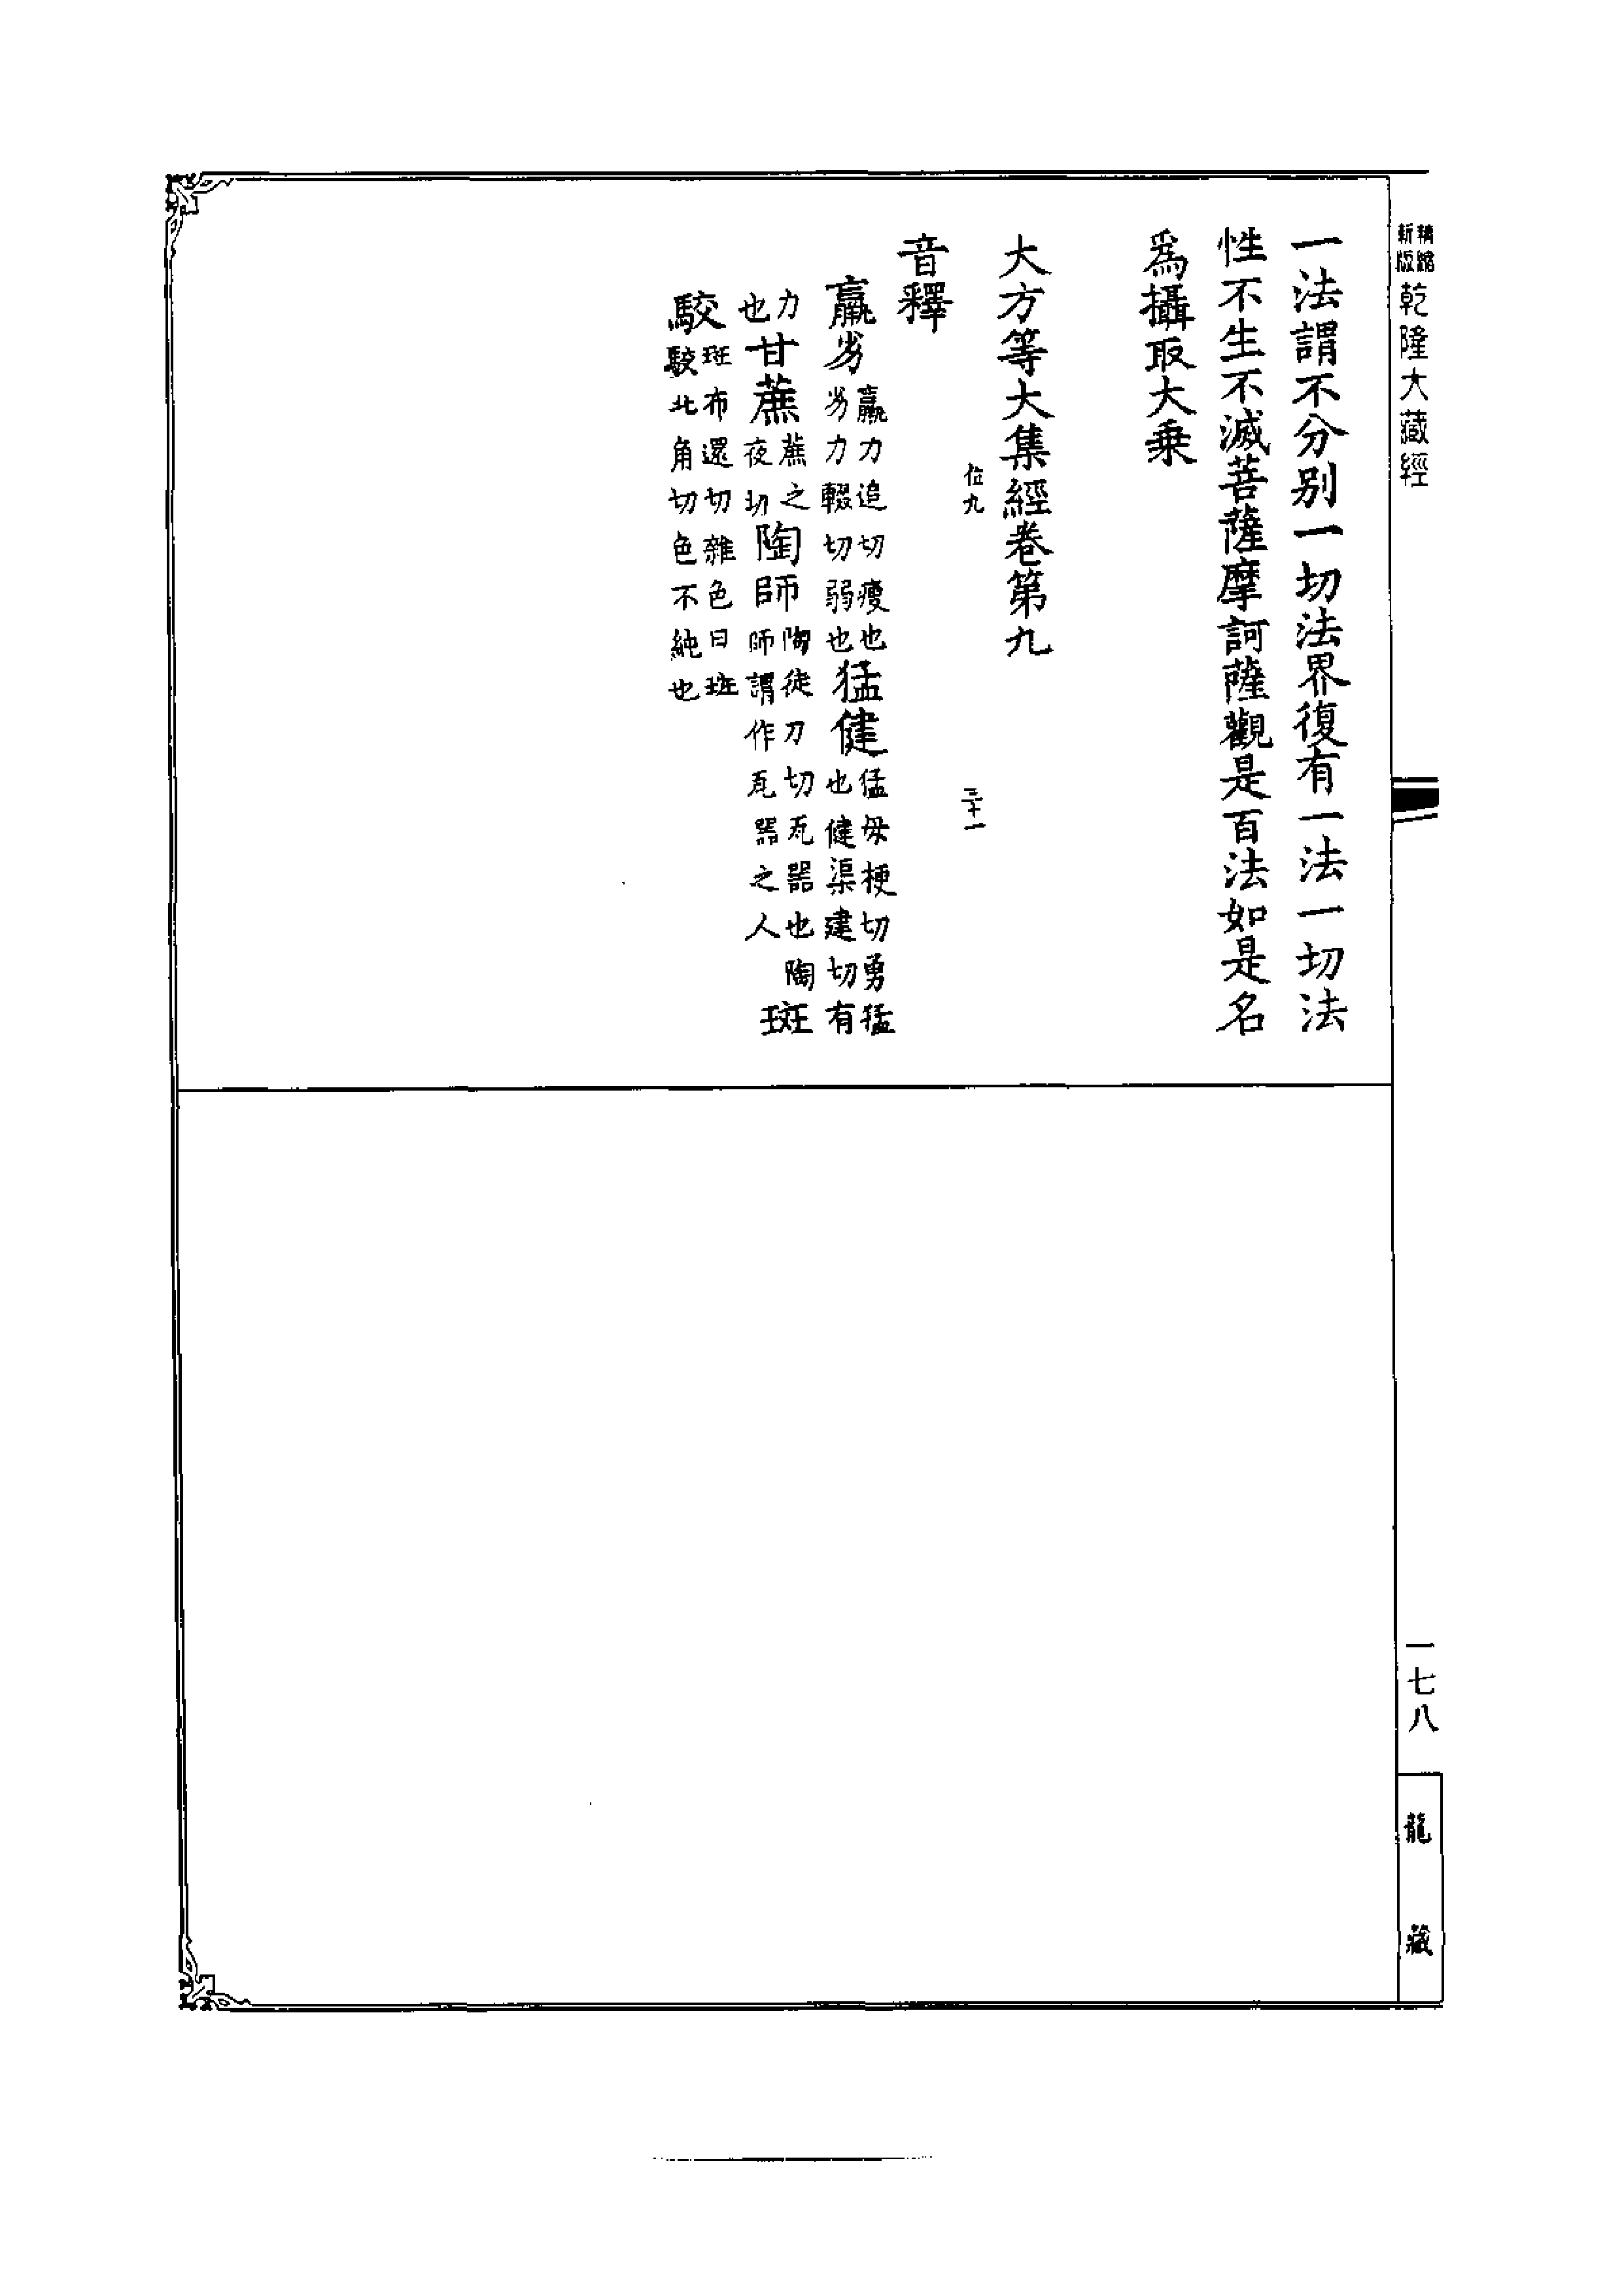 精縮新版乾隆大藏經
一法謂不分別一切法界復有一法一切法
性不生不滅菩薩摩訶薩觀是百法如是名
為攝取大乗
大方等大集經卷第九
位九 三十一
音釋
羸劣羸力追切瘦也劣力輟切弱也猛健猛母梗切勇猛也健渠建切有
力也甘蔗蔗之夜切陶師陶徒刀切瓦器也陶師謂作瓦器之人斑
駮斑布還切雜色曰斑駮北角切色不純也
一七八
龍藏